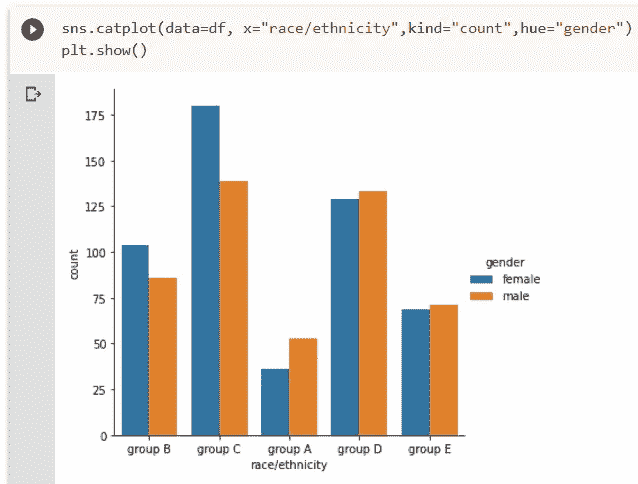 sns.catplot(data=df, x="race/ethnicity",kind="count",hue="gender")
plt.show()
175
150
125
100
75
50
25
0
count
gender
female
male
group B group C group A group D group E
race/ethnicity